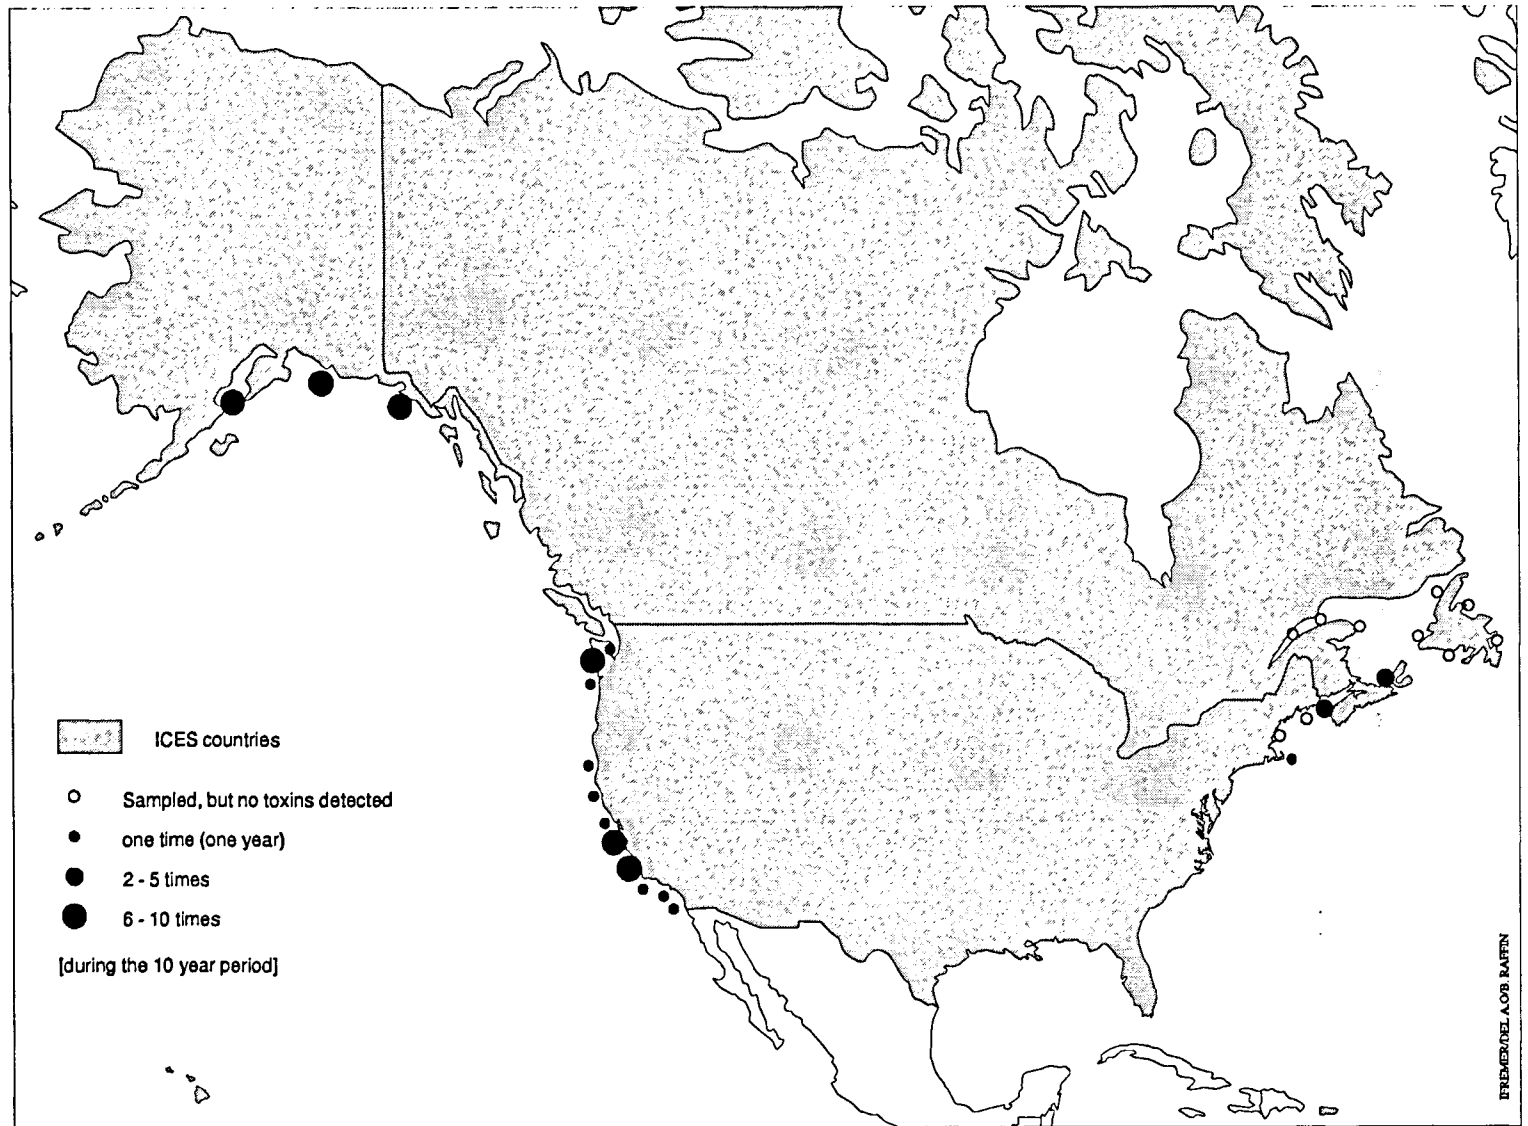 ICES countries
Sampled, but no toxins detected
one time (one year)
2 - 5 times
6 - 10 times
[during the 10 year period]
IFREMER/DEL A.O/B. RAFFIN